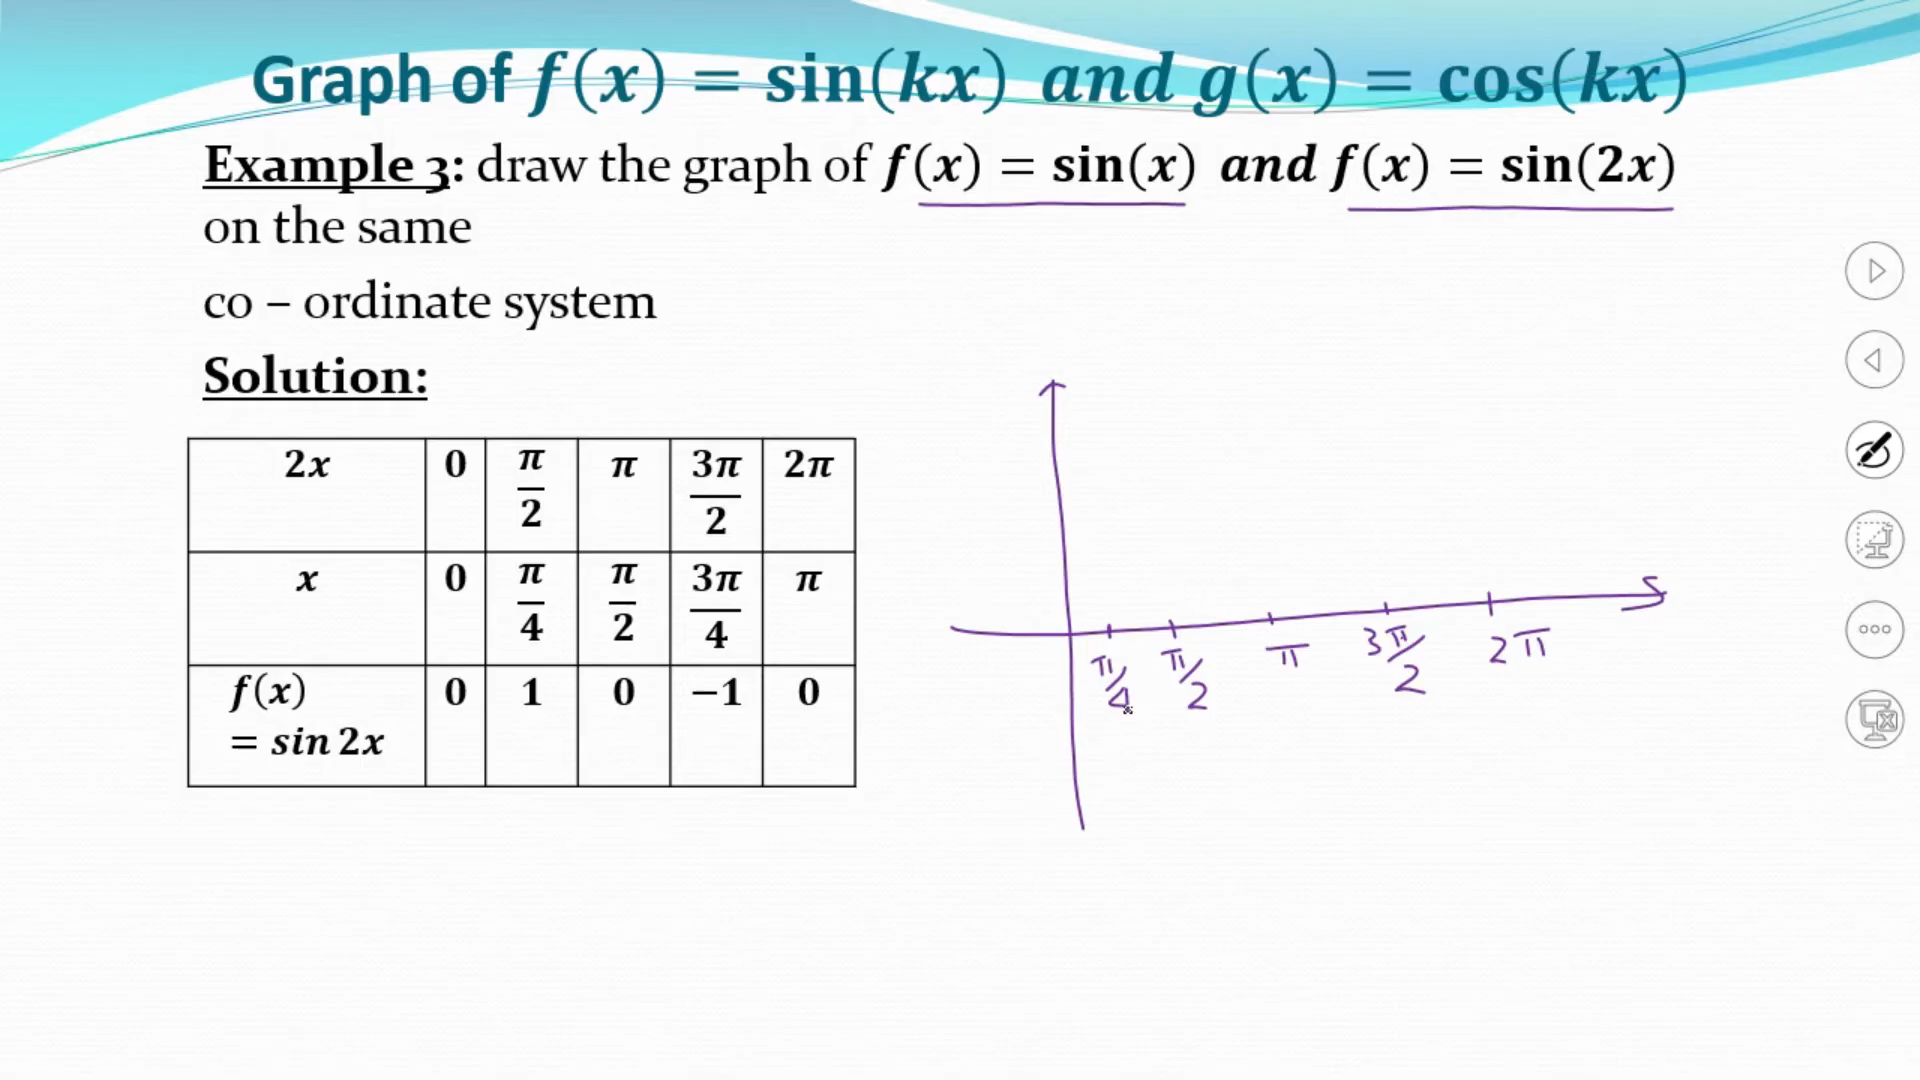 Graph of f(x) = sin(kx) and g(x) = cos(kx)
Example 3: draw the graph of f(x) = sin(x) and f(x) = sin(2x)
on the same
co – ordinate system
Solution:
2x 0 π/2 π 3π/2 2π
x 0 π/4 π/2 3π/4 π
f(x) = sin 2x 0 1 0 −1 0
π/4 π/2 π 3π/2 2π